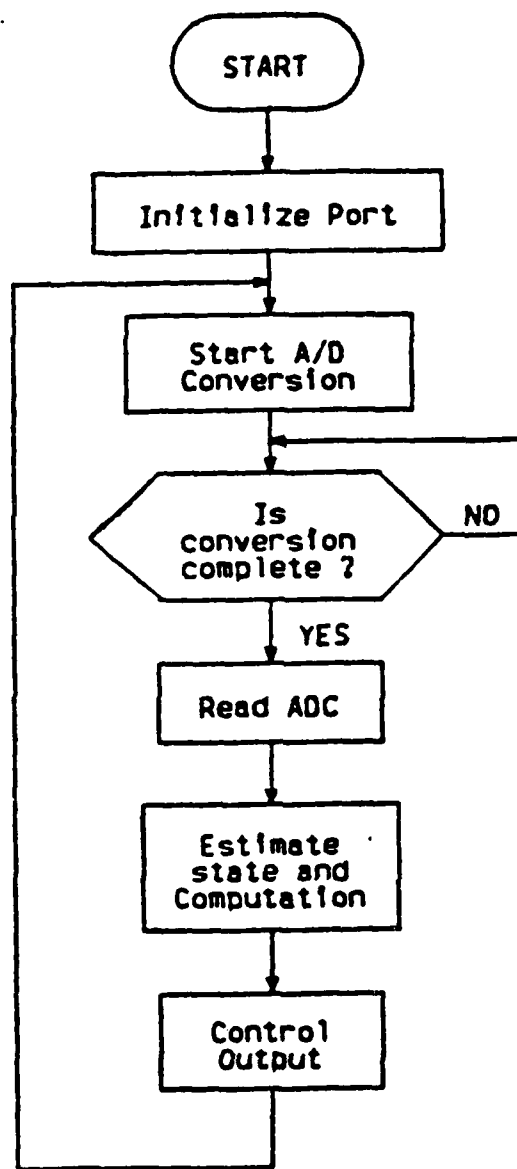 START
Initialize Port
Start A/D
Conversion
Is
conversion
complete ?
NO
YES
Read ADC
Estimate
state and
Computation
Control
Output